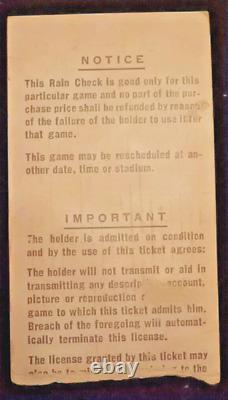 NOTICE
This Rain Check is good only for this
particular game and no part of the pur-
chase price shall be refunded by reason
of the failure of the holder to use it for
that game.
This game may be rescheduled at an-
other date, time or stadium.
IMPORTANT
The holder is admitted on condition
and by the use of this ticket agrees:
The holder will not transmit or aid in
transmitting any description, account,
picture or reproduction
game to which this ticket admits him.
Breach of the foregoing will automat-
ically terminate this license.
The license granted by this ticket may
also be to the
© thecc.com